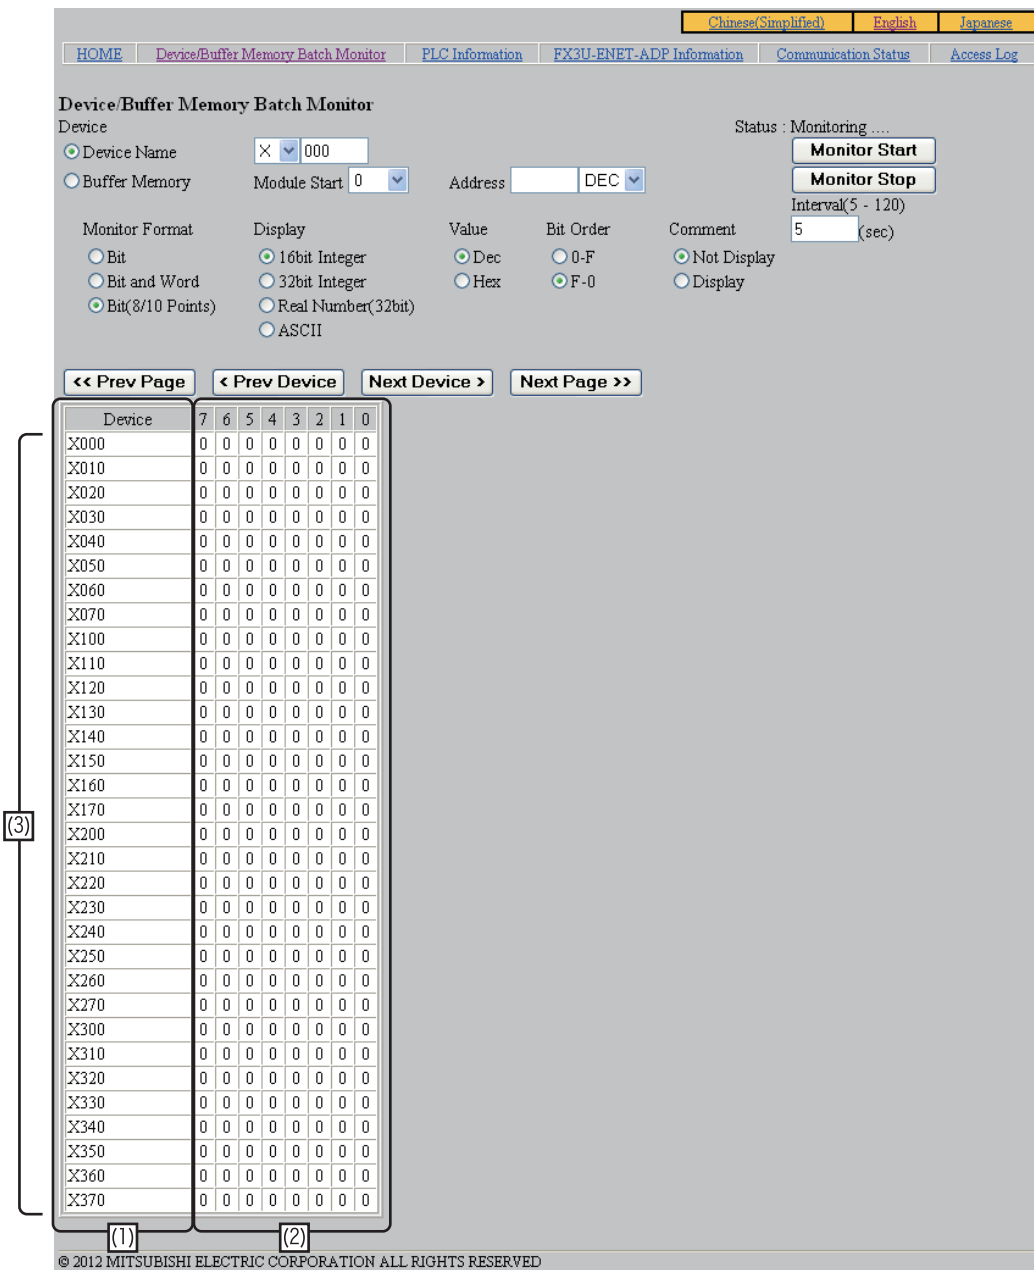 Chinese(Simplified) English Japanese
HOME Device/Buffer Memory Batch Monitor PLC Information FX3U-ENET-ADP Information Communication Status Access Log
Device/Buffer Memory Batch Monitor
Device Status : Monitoring ....
Device Name X 000 Monitor Start
Buffer Memory Module Start 0 Address DEC Monitor Stop
Interval(5 - 120)
5 (sec)
Monitor Format Display Value Bit Order Comment
Bit 16bit Integer Dec 0-F Not Display
Bit and Word 32bit Integer Hex F-0 Display
Bit(8/10 Points) Real Number(32bit)
ASCII
<< Prev Page < Prev Device Next Device > Next Page >>
Device 7 6 5 4 3 2 1 0
X000 0 0 0 0 0 0 0 0
X010 0 0 0 0 0 0 0 0
X020 0 0 0 0 0 0 0 0
X030 0 0 0 0 0 0 0 0
X040 0 0 0 0 0 0 0 0
X050 0 0 0 0 0 0 0 0
X060 0 0 0 0 0 0 0 0
X070 0 0 0 0 0 0 0 0
X100 0 0 0 0 0 0 0 0
X110 0 0 0 0 0 0 0 0
X120 0 0 0 0 0 0 0 0
X130 0 0 0 0 0 0 0 0
X140 0 0 0 0 0 0 0 0
X150 0 0 0 0 0 0 0 0
X160 0 0 0 0 0 0 0 0
X170 0 0 0 0 0 0 0 0
(3)
X200 0 0 0 0 0 0 0 0
X210 0 0 0 0 0 0 0 0
X220 0 0 0 0 0 0 0 0
X230 0 0 0 0 0 0 0 0
X240 0 0 0 0 0 0 0 0
X250 0 0 0 0 0 0 0 0
X260 0 0 0 0 0 0 0 0
X270 0 0 0 0 0 0 0 0
X300 0 0 0 0 0 0 0 0
X310 0 0 0 0 0 0 0 0
X320 0 0 0 0 0 0 0 0
X330 0 0 0 0 0 0 0 0
X340 0 0 0 0 0 0 0 0
X350 0 0 0 0 0 0 0 0
X360 0 0 0 0 0 0 0 0
X370 0 0 0 0 0 0 0 0
(1) (2)
© 2012 MITSUBISHI ELECTRIC CORPORATION ALL RIGHTS RESERVED